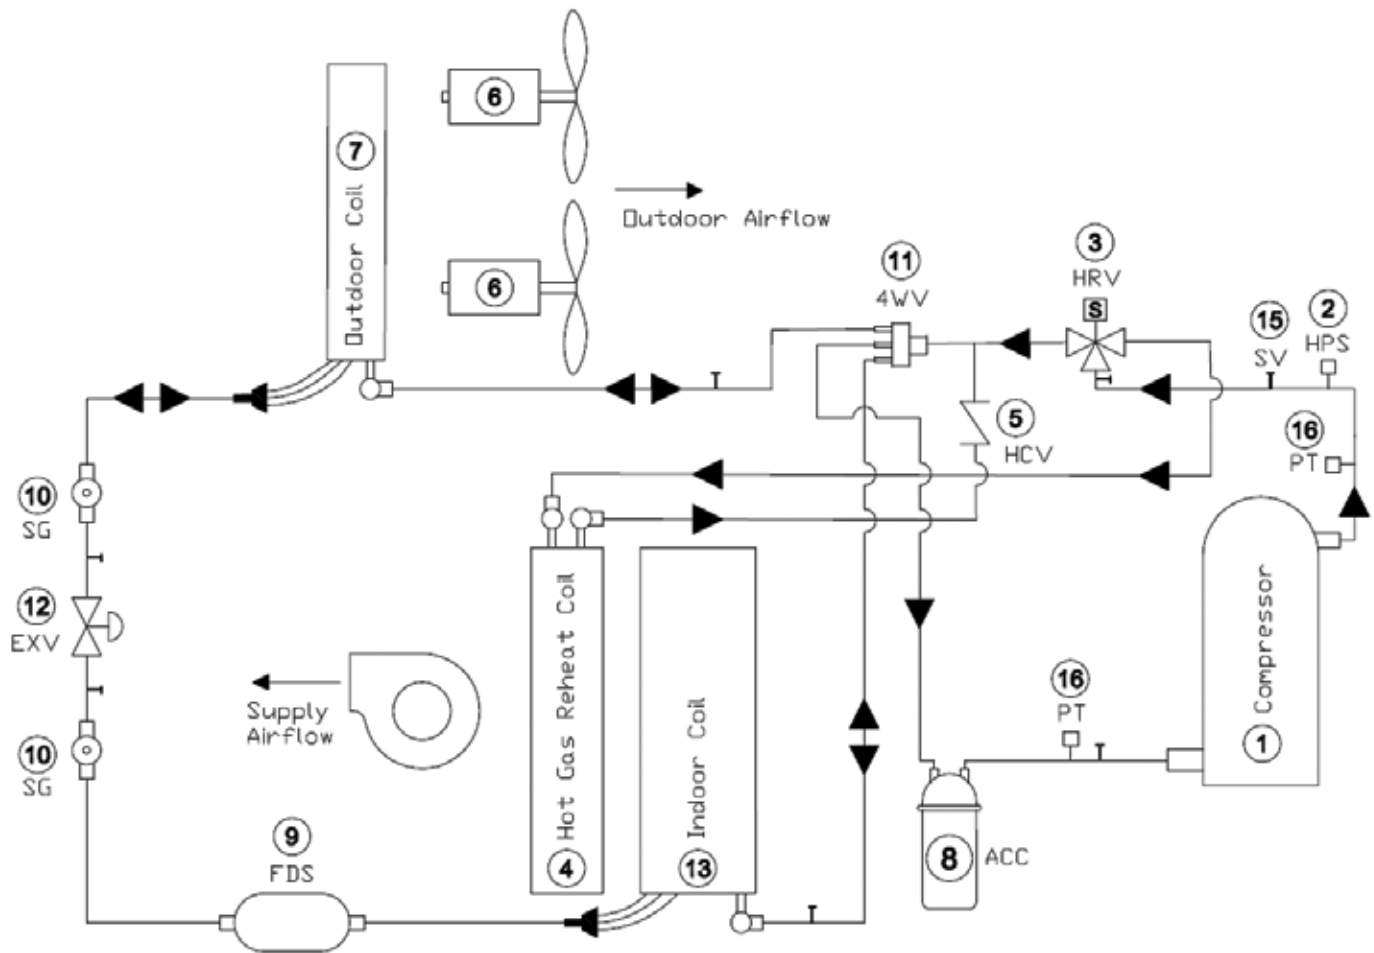 6
7
Outdoor Coil
Outdoor Airflow
6
11
4WV
3
HRV
S
15
SV
2
HPS
16
PT
5
HCV
10
SG
12
EXV
10
SG
Supply
Airflow
9
FDS
4
Hot Gas Reheat Coil
13
Indoor Coil
16
PT
8
ACC
1
Compressor